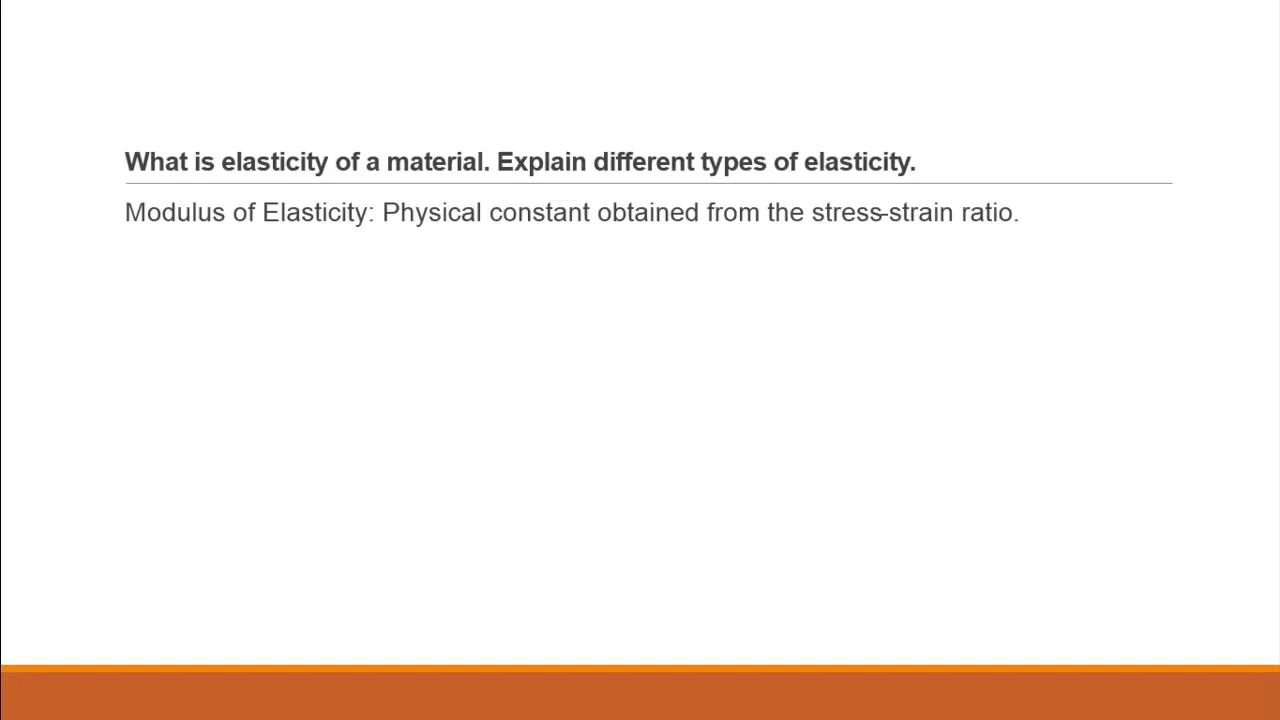 What is elasticity of a material. Explain different types of elasticity.
Modulus of Elasticity: Physical constant obtained from the stress-strain ratio.